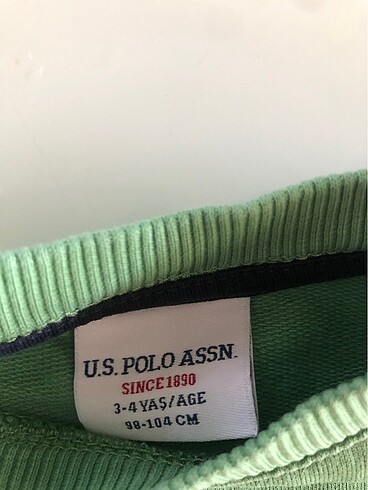 U.S. POLO ASSN.
SINCE 1890
3-4 YAŞ/AGE
98-104 CM